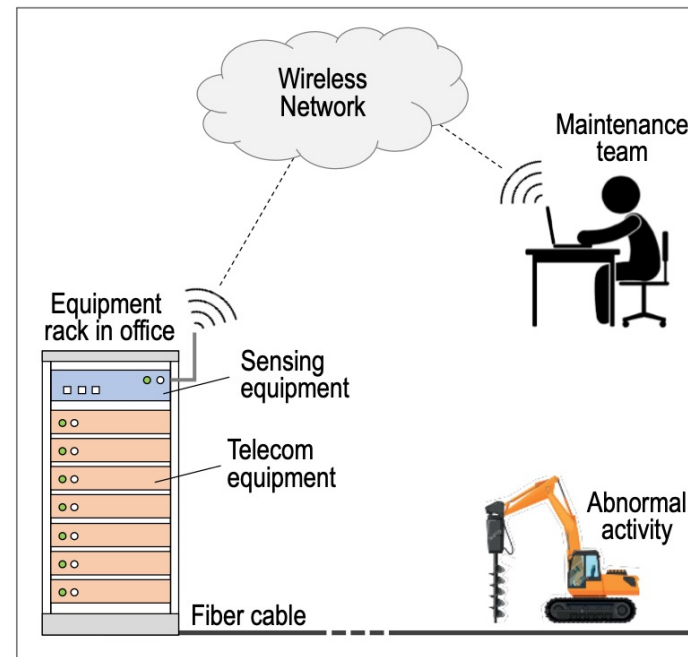 Wireless
Network
Maintenance
team
Equipment
rack in office
Sensing
equipment
Telecom
equipment
Abnormal
activity
Fiber cable